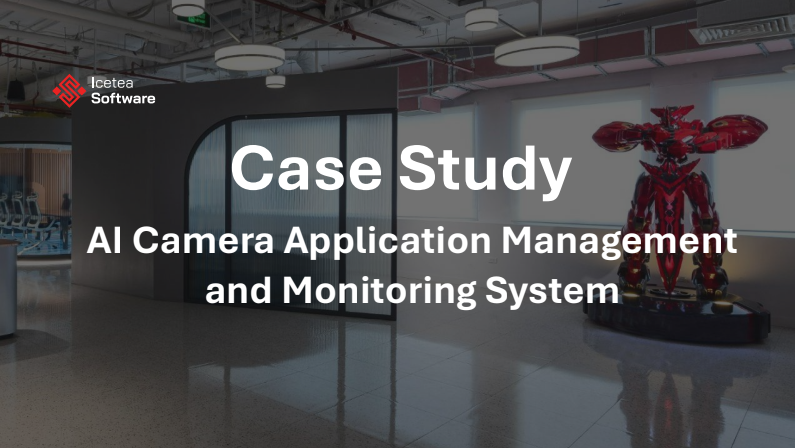 Icetea
Software
Case Study
AI Camera Application Management
and Monitoring System